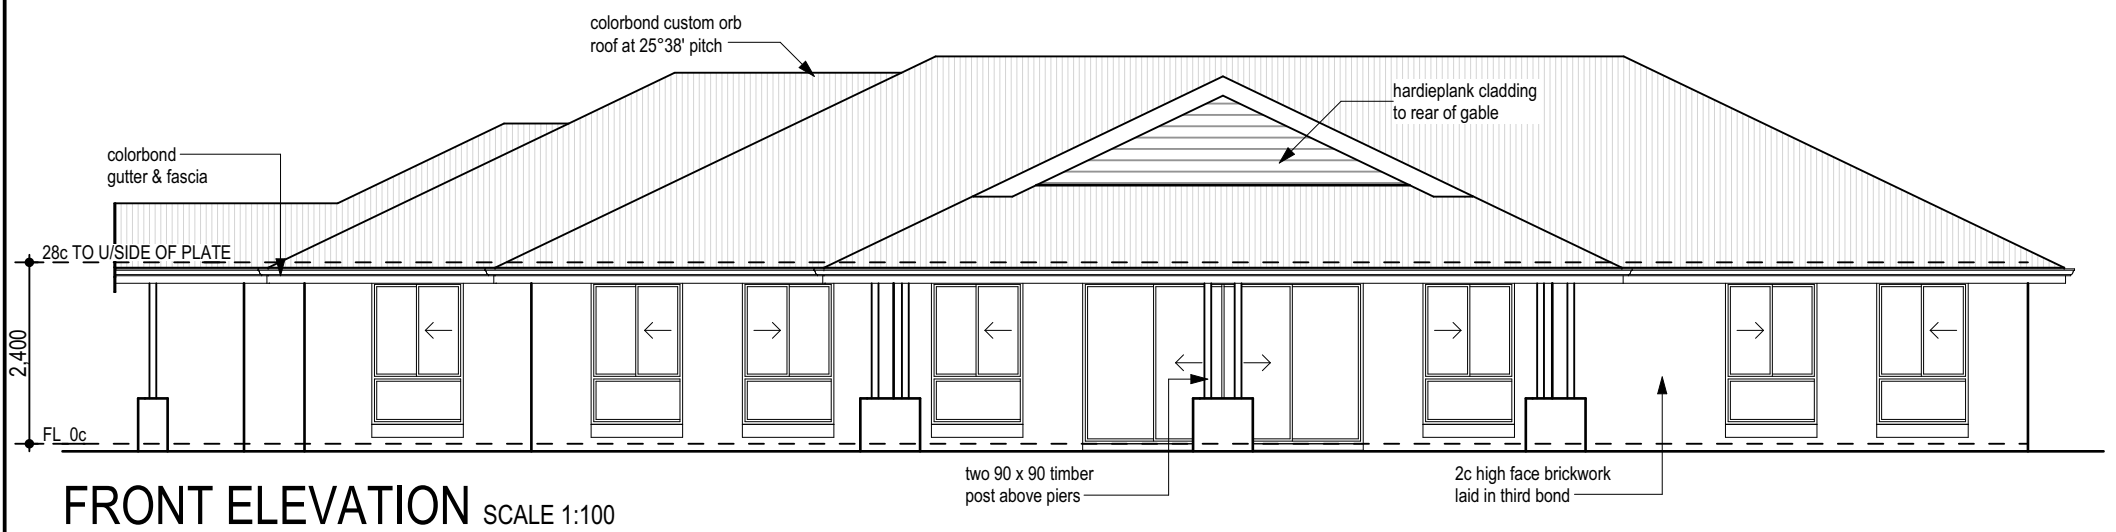 colorbond custom orb
roof at 25°38' pitch
hardieplank cladding
to rear of gable
colorbond
gutter & fascia
28c TO U/SIDE OF PLATE
2,400
FL 0c
two 90 x 90 timber
post above piers
2c high face brickwork
laid in third bond
FRONT ELEVATION SCALE 1:100